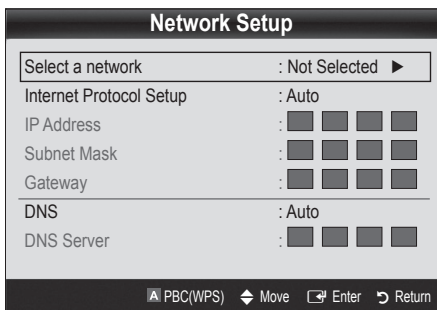 Network Setup
Select a network : Not Selected ►
Internet Protocol Setup : Auto
IP Address :
Subnet Mask :
Gateway :
DNS : Auto
DNS Server :
A PBC(WPS) Move Enter Return